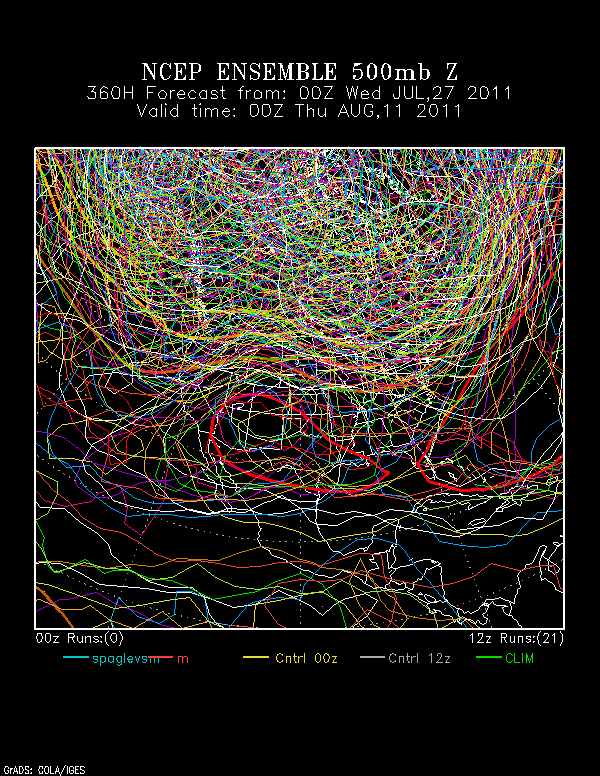 NCEP ENSEMBLE 500mb Z
360H Forecast from: 00Z Wed JUL,27 2011
Valid time: 00Z Thu AUG,11 2011
00z Runs:(0) 12z Runs:(21)
spaglevsm m Cntrl 00z Cntrl 12z CLIM
GrADS: COLA/IGES